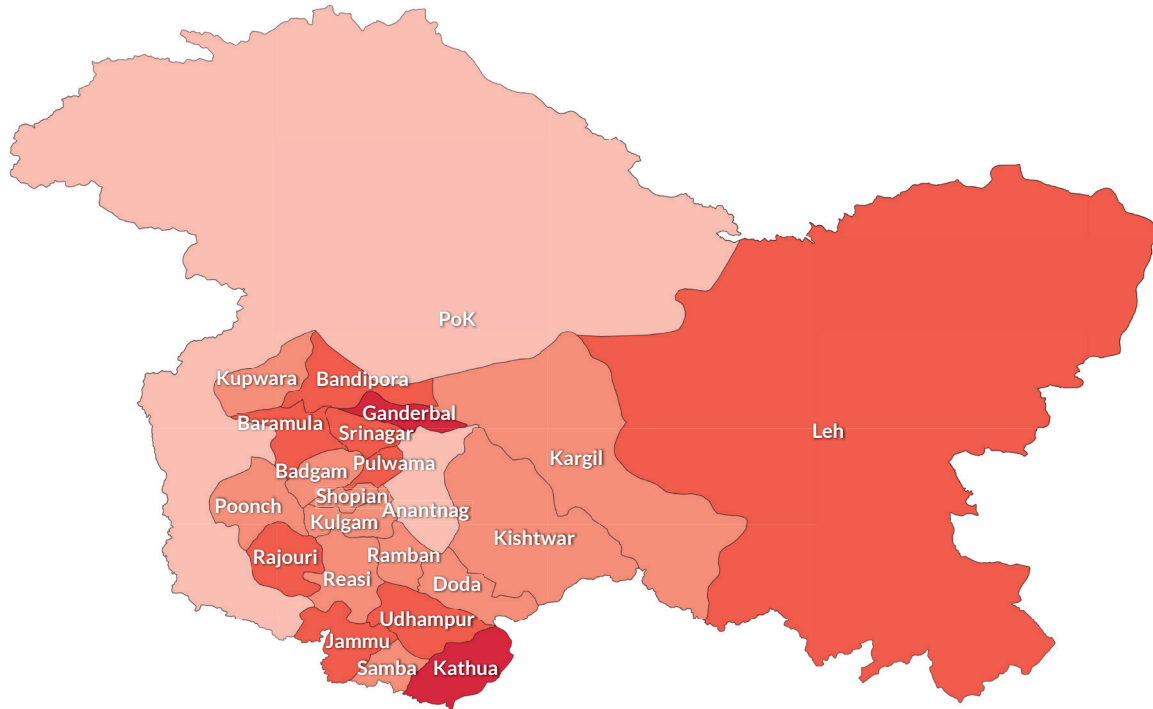 PoK
Kupwara
Bandipora
Ganderbal
Baramula
Srinagar
Leh
Kargil
Badgam
Pulwama
Shopian
Poonch
Anantnag
Kulgam
Kishtwar
Rajouri
Ramban
Reasi
Doda
Udhampur
Jammu
Samba
Kathua